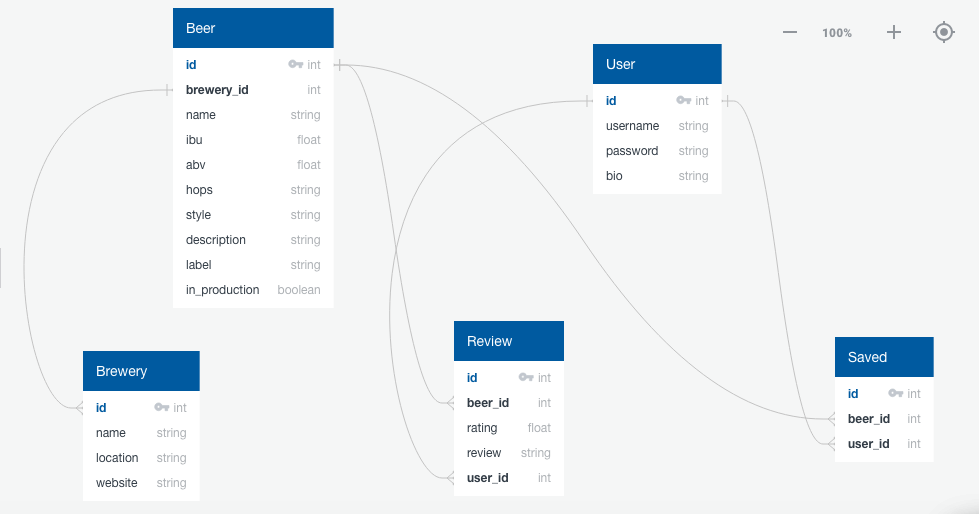 Beer
id int
brewery_id int
name string
ibu float
abv float
hops string
style string
description string
label string
in_production boolean
100%
User
id int
username string
password string
bio string
Brewery
id int
name string
location string
website string
Review
id int
beer_id int
rating float
review string
user_id int
Saved
id int
beer_id int
user_id int